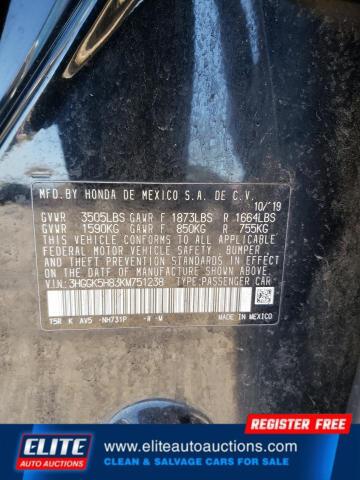 MFD.BY HONDA DE MEXICO S.A. DE C.V. 10/'19
GVWR 3505LBS GAWR F 1873LBS R 1664LBS
GVWR 1590KG GAWR F 850KG R 755KG
THIS VEHICLE CONFORMS TO ALL APPLICABLE
FEDERAL MOTOR VEHICLE SAFETY, BUMPER AND
THEFT PREVENTION STANDARDS IN EFFECT ON
THE DATE OF MANUFACTURE SHOWN ABOVE.
V.I.N: 3HGGK5H83KM751238 TYPE:PASSENGER CAR
T5R K AV5 -NH731P -W -M MADE IN MEXICO
REGISTER FREE
ELITE
AUTO AUCTIONS
www.eliteautoauctions.com
CLEAN & SALVAGE CARS FOR SALE